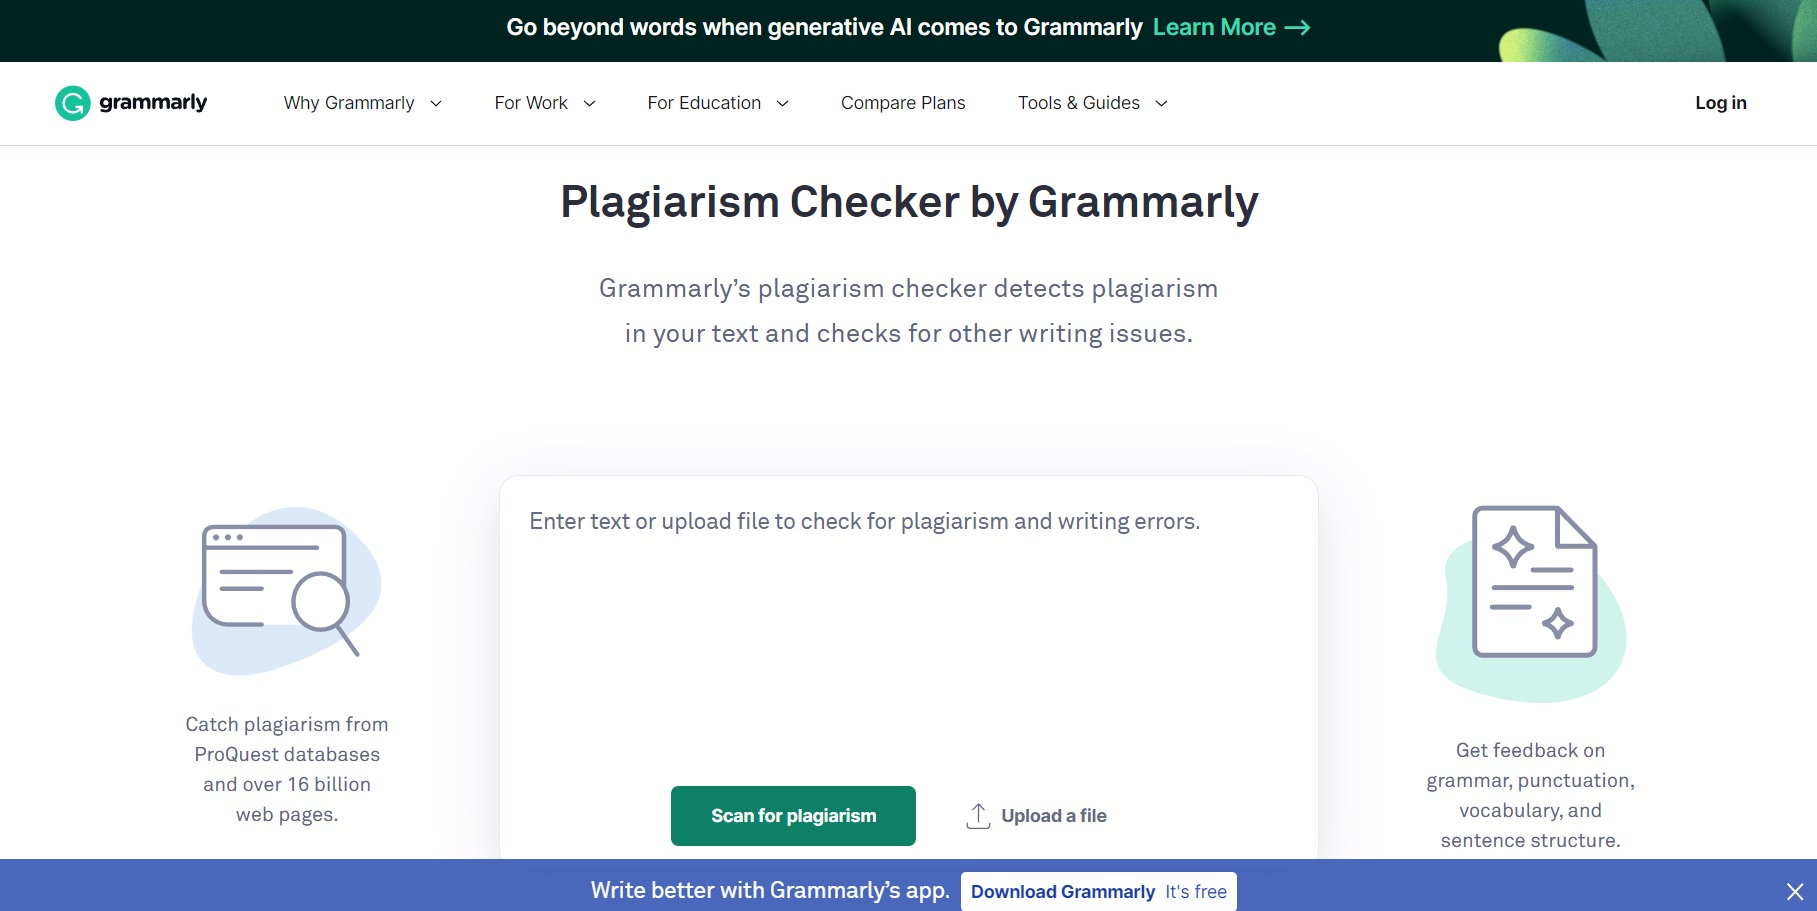 Go beyond words when generative AI comes to Grammarly Learn More →
grammarly Why Grammarly For Work For Education Compare Plans Tools & Guides Log in
Plagiarism Checker by Grammarly
Grammarly’s plagiarism checker detects plagiarism
in your text and checks for other writing issues.
Enter text or upload file to check for plagiarism and writing errors.
Catch plagiarism from
ProQuest databases
and over 16 billion
web pages.
Scan for plagiarism Upload a file
Get feedback on
grammar, punctuation,
vocabulary, and
sentence structure.
Write better with Grammarly’s app. Download Grammarly It's free